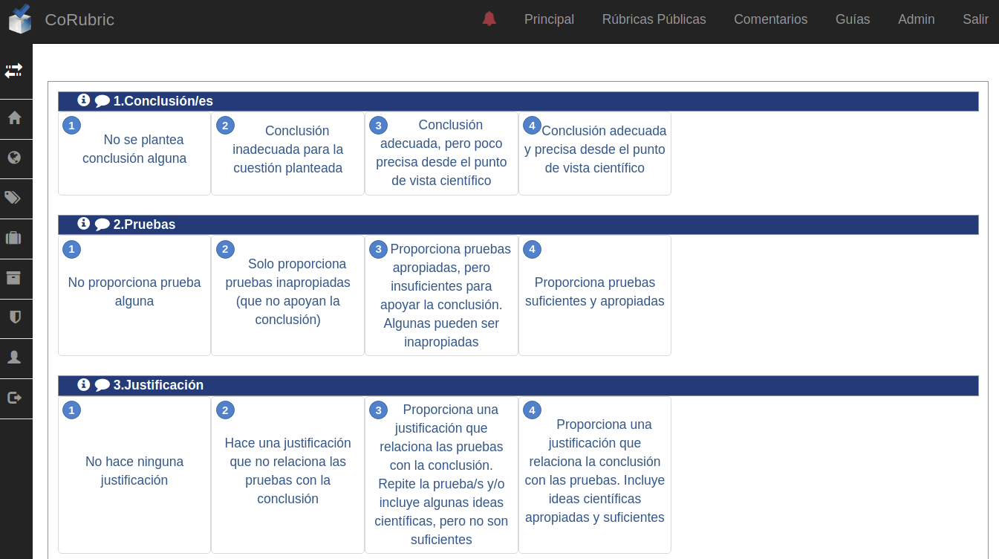 CoRubric
Principal
Rúbricas Públicas
Comentarios
Guías
Admin
Salir
1.Conclusión/es
1
No se plantea
conclusión alguna
2
Conclusión
inadecuada para la
cuestión planteada
3
Conclusión
adecuada, pero poco
precisa desde el punto
de vista científico
4
Conclusión adecuada
y precisa desde el punto
de vista científico
2.Pruebas
1
No proporciona prueba
alguna
2
Solo proporciona
pruebas inapropiadas
(que no apoyan la
conclusión)
3
Proporciona pruebas
apropiadas, pero
insuficientes para
apoyar la conclusión.
Algunas pueden ser
inapropiadas
4
Proporciona pruebas
suficientes y apropiadas
3.Justificación
1
No hace ninguna
justificación
2
Hace una justificación
que no relaciona las
pruebas con la
conclusión
3
Proporciona una
justificación que
relaciona las pruebas
con la conclusión.
Repite la prueba/s y/o
incluye algunas ideas
científicas, pero no son
suficientes
4
Proporciona una
justificación que
relaciona la conclusión
con las pruebas. Incluye
ideas científicas
apropiadas y suficientes